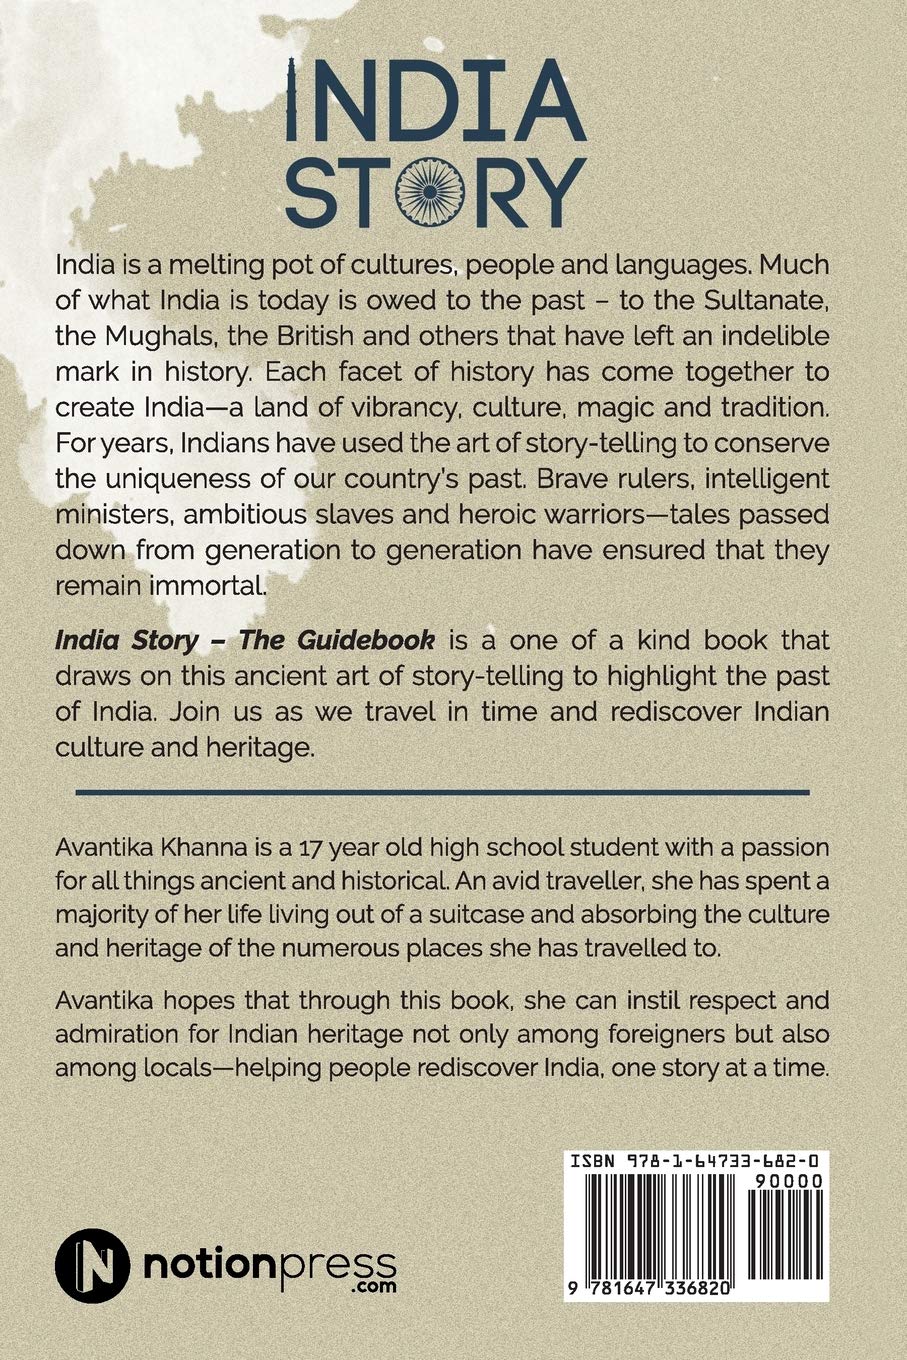 INDIA
STORY
India is a melting pot of cultures, people and languages. Much
of what India is today is owed to the past – to the Sultanate,
the Mughals, the British and others that have left an indelible
mark in history. Each facet of history has come together to
create India—a land of vibrancy, culture, magic and tradition.
For years, Indians have used the art of story-telling to conserve
the uniqueness of our country's past. Brave rulers, intelligent
ministers, ambitious slaves and heroic warriors—tales passed
down from generation to generation have ensured that they
remain immortal.
India Story – The Guidebook is a one of a kind book that
draws on this ancient art of story-telling to highlight the past
of India. Join us as we travel in time and rediscover Indian
culture and heritage.
Avantika Khanna is a 17 year old high school student with a passion
for all things ancient and historical. An avid traveller, she has spent a
majority of her life living out of a suitcase and absorbing the culture
and heritage of the numerous places she has travelled to.
Avantika hopes that through this book, she can instil respect and
admiration for Indian heritage not only among foreigners but also
among locals—helping people rediscover India, one story at a time.
ISBN 978-1-64733-682-0
90000
9 781647 336820
N notionpress
.com